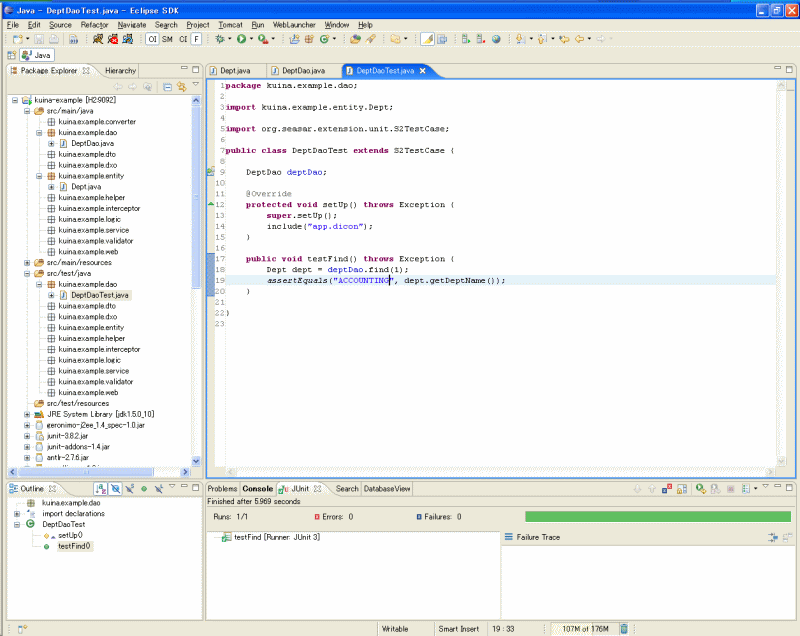 Java - DeptDaoTest.java - Eclipse SDK
File Edit Source Refactor Navigate Search Project Tomcat Run WebLauncher Window Help
OI SM CI F
Java
Package Explorer
Hierarchy
kuina-example [H2:9092]
src/main/java
kuina.example.converter
kuina.example.dao
DeptDao.java
kuina.example.dto
kuina.example.dxo
kuina.example.entity
Dept.java
kuina.example.helper
kuina.example.interceptor
kuina.example.logic
kuina.example.service
kuina.example.validator
kuina.example.web
src/main/resources
src/test/java
kuina.example.dao
DeptDaoTest.java
kuina.example.dto
kuina.example.dxo
kuina.example.entity
kuina.example.helper
kuina.example.interceptor
kuina.example.logic
kuina.example.service
kuina.example.validator
kuina.example.web
src/test/resources
JRE System Library [jdk1.5.0_10]
geronimo-j2ee_1.4_spec-1.0.jar
junit-3.8.2.jar
junit-addons-1.4.jar
antlr-2.7.6.jar
Dept.java DeptDao.java DeptDaoTest.java
1 package kuina.example.dao;
2
3 import kuina.example.entity.Dept;
4
5 import org.seasar.extension.unit.S2TestCase;
6
7 public class DeptDaoTest extends S2TestCase {
8
9 DeptDao deptDao;
10
11 @Override
12 protected void setUp() throws Exception {
13 super.setUp();
14 include("app.dicon");
15 }
16
17 public void testFind() throws Exception {
18 Dept dept = deptDao.find(1);
19 assertEquals("ACCOUNTING", dept.getDeptName());
20 }
21
22 }
23
Outline
kuina.example.dao
import declarations
DeptDaoTest
setUp()
testFind()
Problems Console JUnit Search DatabaseView
Finished after 5.969 seconds
Runs: 1/1 Errors: 0 Failures: 0
testFind [Runner: JUnit 3]
Failure Trace
Writable Smart Insert 19 : 33 107M of 176M